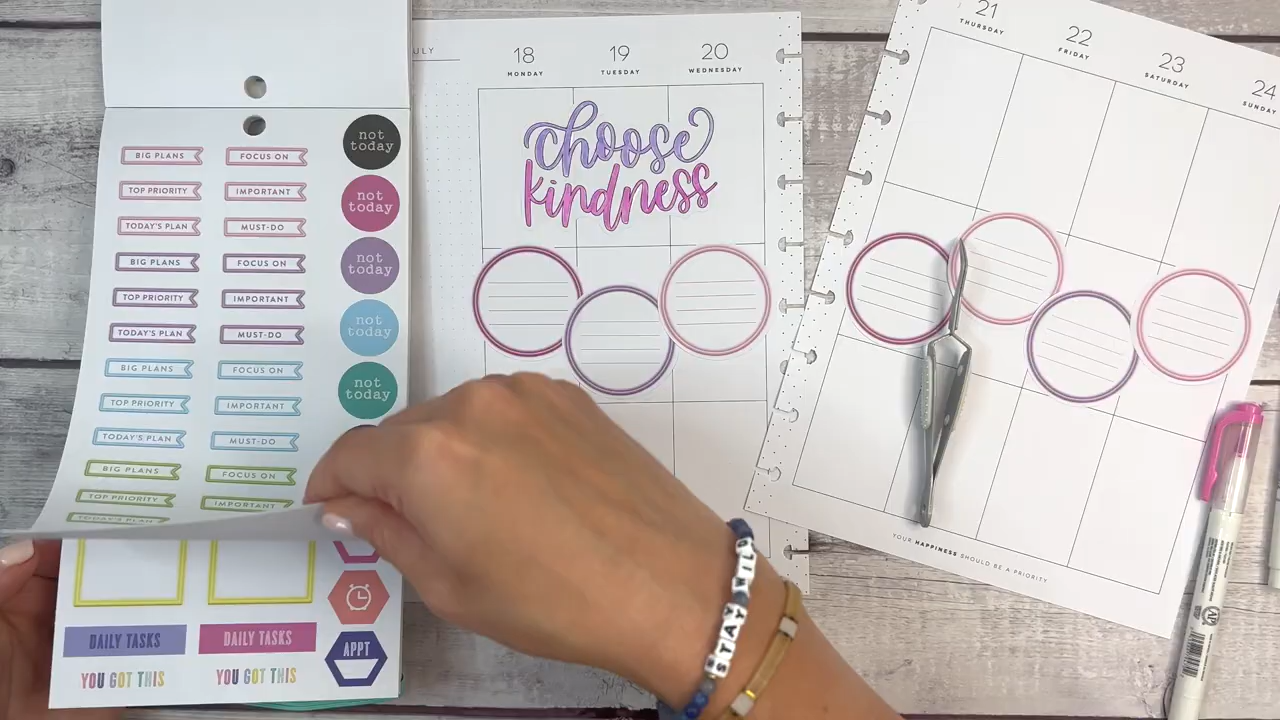 BIG PLANS
FOCUS ON
not
today
TOP PRIORITY
IMPORTANT
not
today
TODAY'S PLAN
MUST-DO
BIG PLANS
FOCUS ON
not
today
TOP PRIORITY
IMPORTANT
TODAY'S PLAN
MUST-DO
not
today
BIG PLANS
FOCUS ON
TOP PRIORITY
IMPORTANT
not
today
TODAY'S PLAN
MUST-DO
BIG PLANS
FOCUS ON
TOP PRIORITY
IMPORTANT
TODAY'S PLAN
DAILY TASKS
DAILY TASKS
APPT
YOU GOT THIS
YOU GOT THIS
18
MONDAY
19
TUESDAY
20
WEDNESDAY
choose
kindness
21
THURSDAY
22
FRIDAY
23
SATURDAY
24
SUNDAY
YOUR HAPPINESS SHOULD BE A PRIORITY
STAY WILD